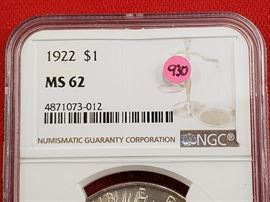 1922 $1
MS 62
930
4871073-012
NUMISMATIC GUARANTY CORPORATION
NGC